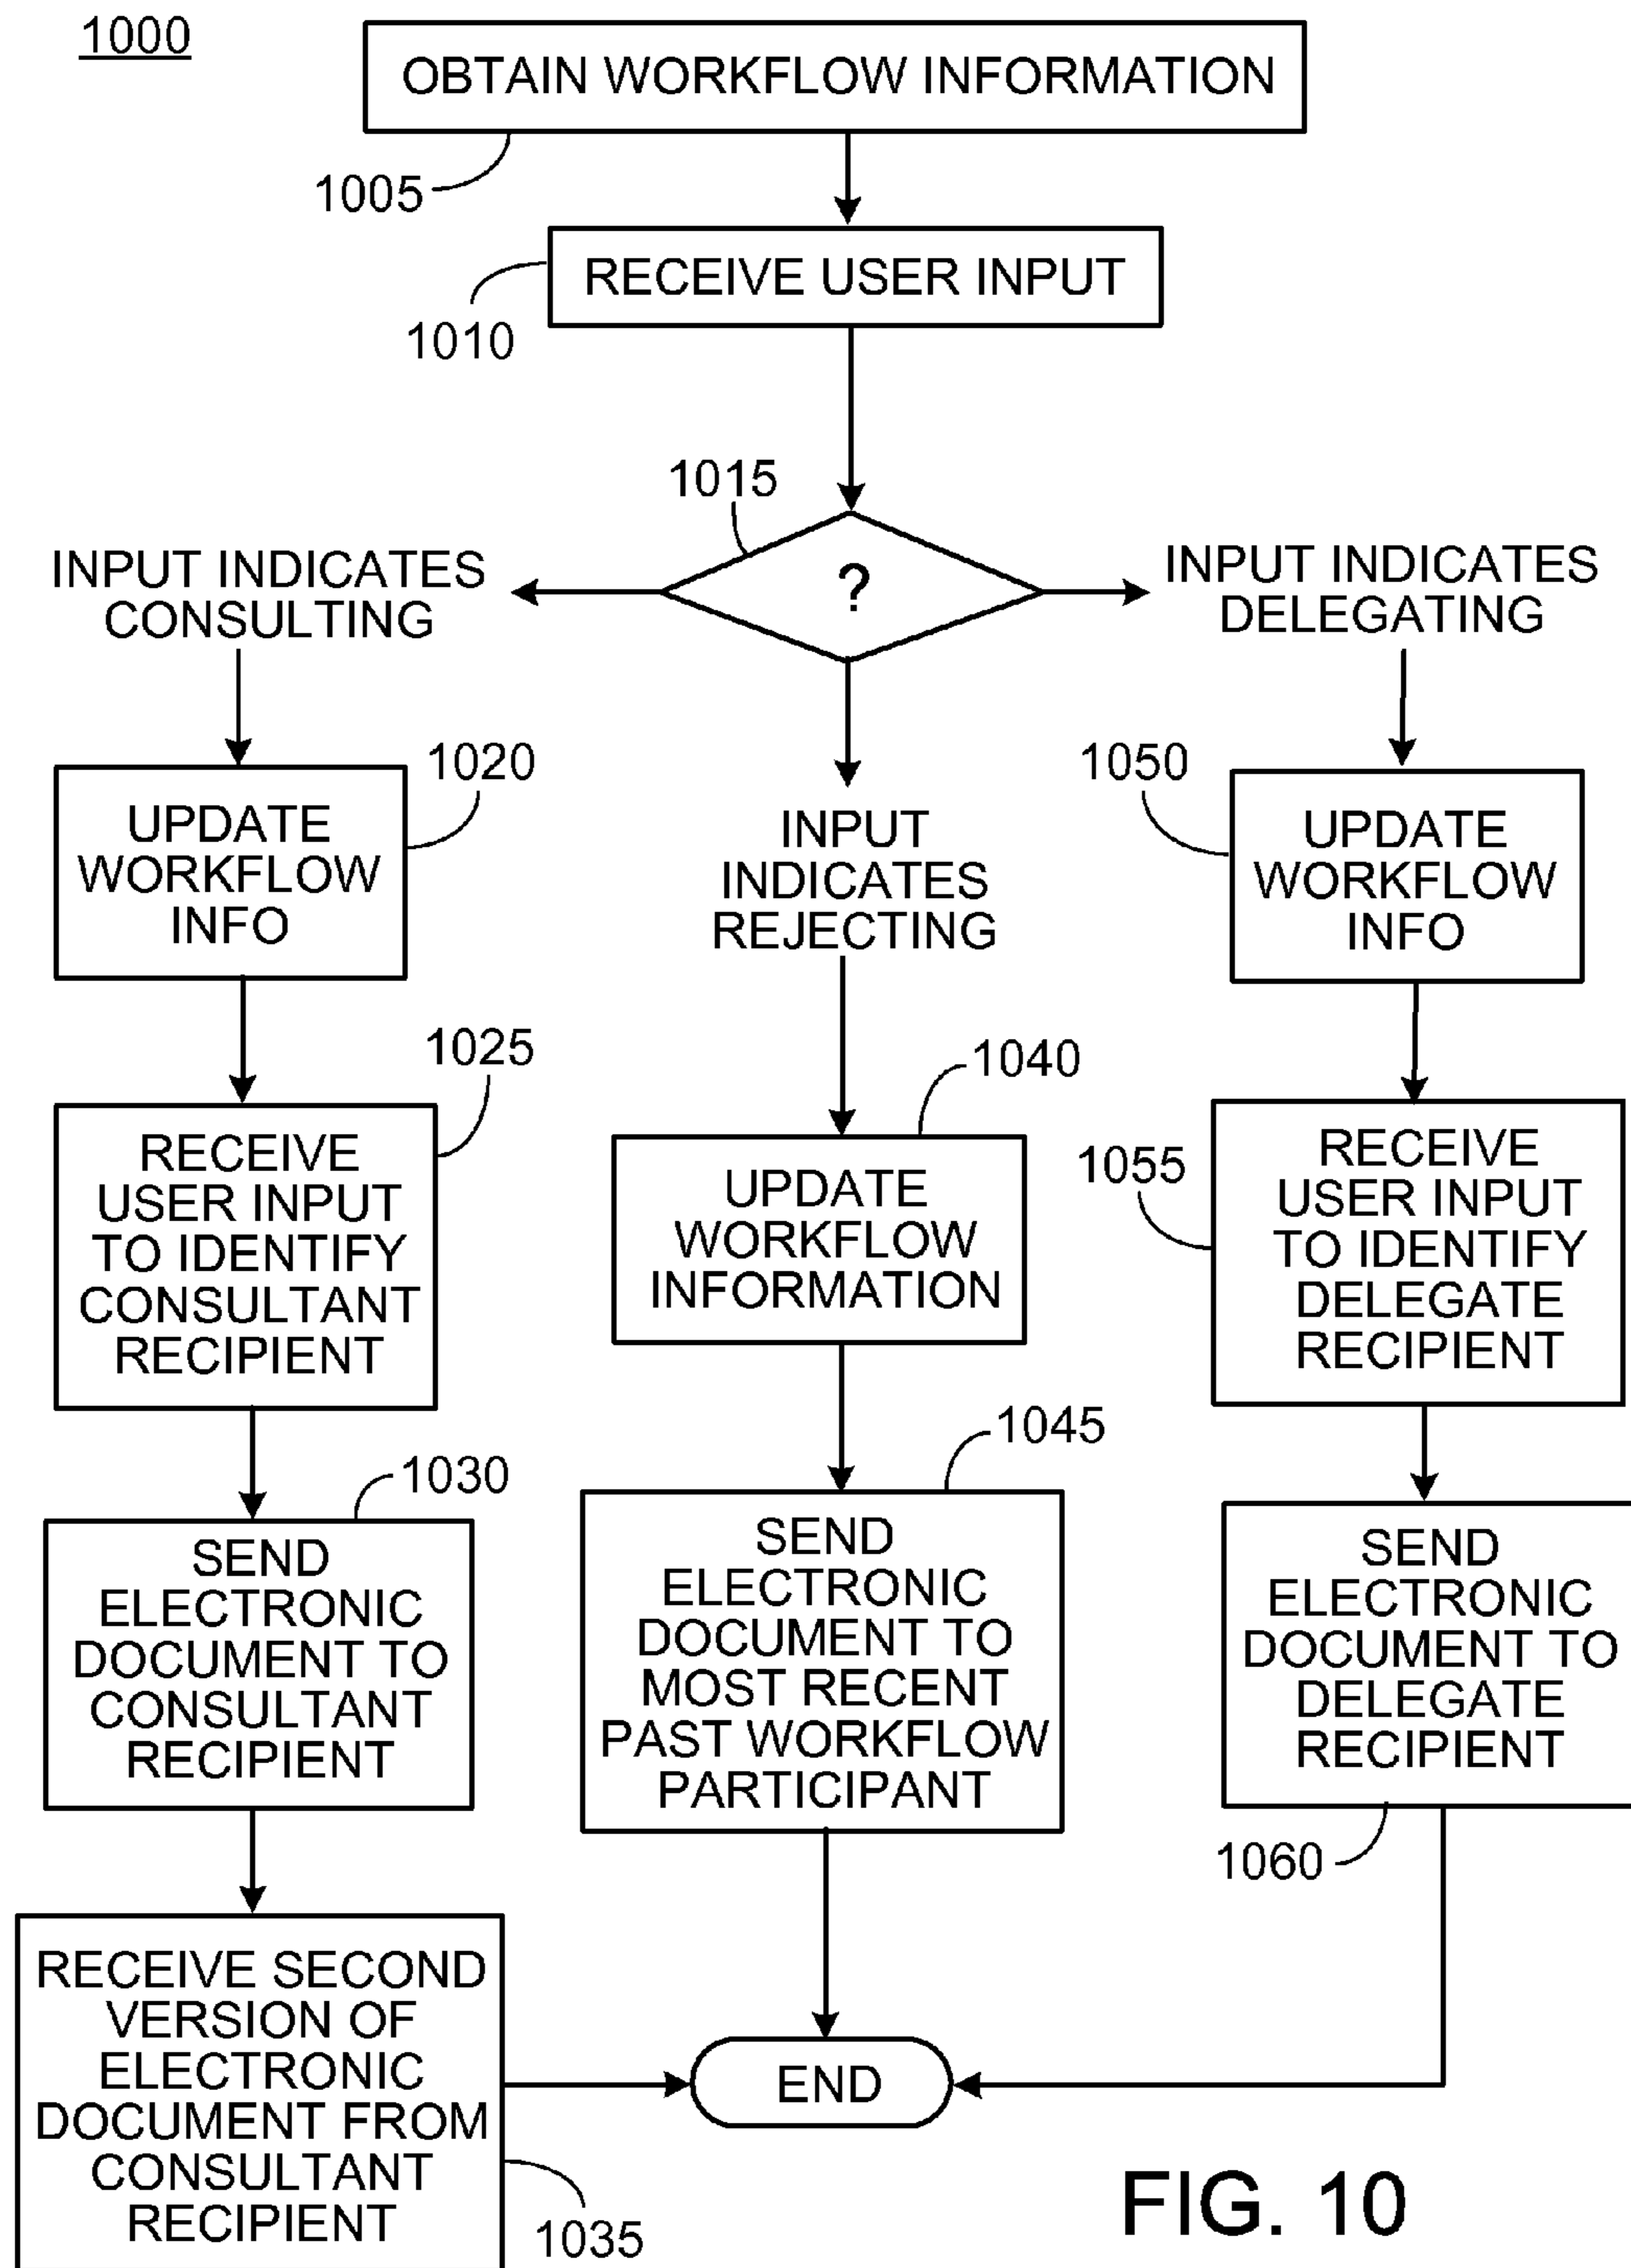 1000
OBTAIN WORKFLOW INFORMATION
1005
RECEIVE USER INPUT
1010
1015
?
INPUT INDICATES
CONSULTING
INPUT INDICATES
DELEGATING
1020
UPDATE
WORKFLOW
INFO
1025
RECEIVE
USER INPUT
TO IDENTIFY
CONSULTANT
RECIPIENT
1030
SEND
ELECTRONIC
DOCUMENT TO
CONSULTANT
RECIPIENT
RECEIVE SECOND
VERSION OF
ELECTRONIC
DOCUMENT FROM
CONSULTANT
RECIPIENT
1035
INPUT
INDICATES
REJECTING
1040
UPDATE
WORKFLOW
INFORMATION
1045
SEND
ELECTRONIC
DOCUMENT TO
MOST RECENT
PAST WORKFLOW
PARTICIPANT
1050
UPDATE
WORKFLOW
INFO
1055
RECEIVE
USER INPUT
TO IDENTIFY
DELEGATE
RECIPIENT
SEND
ELECTRONIC
DOCUMENT TO
DELEGATE
RECIPIENT
1060
END
FIG. 10